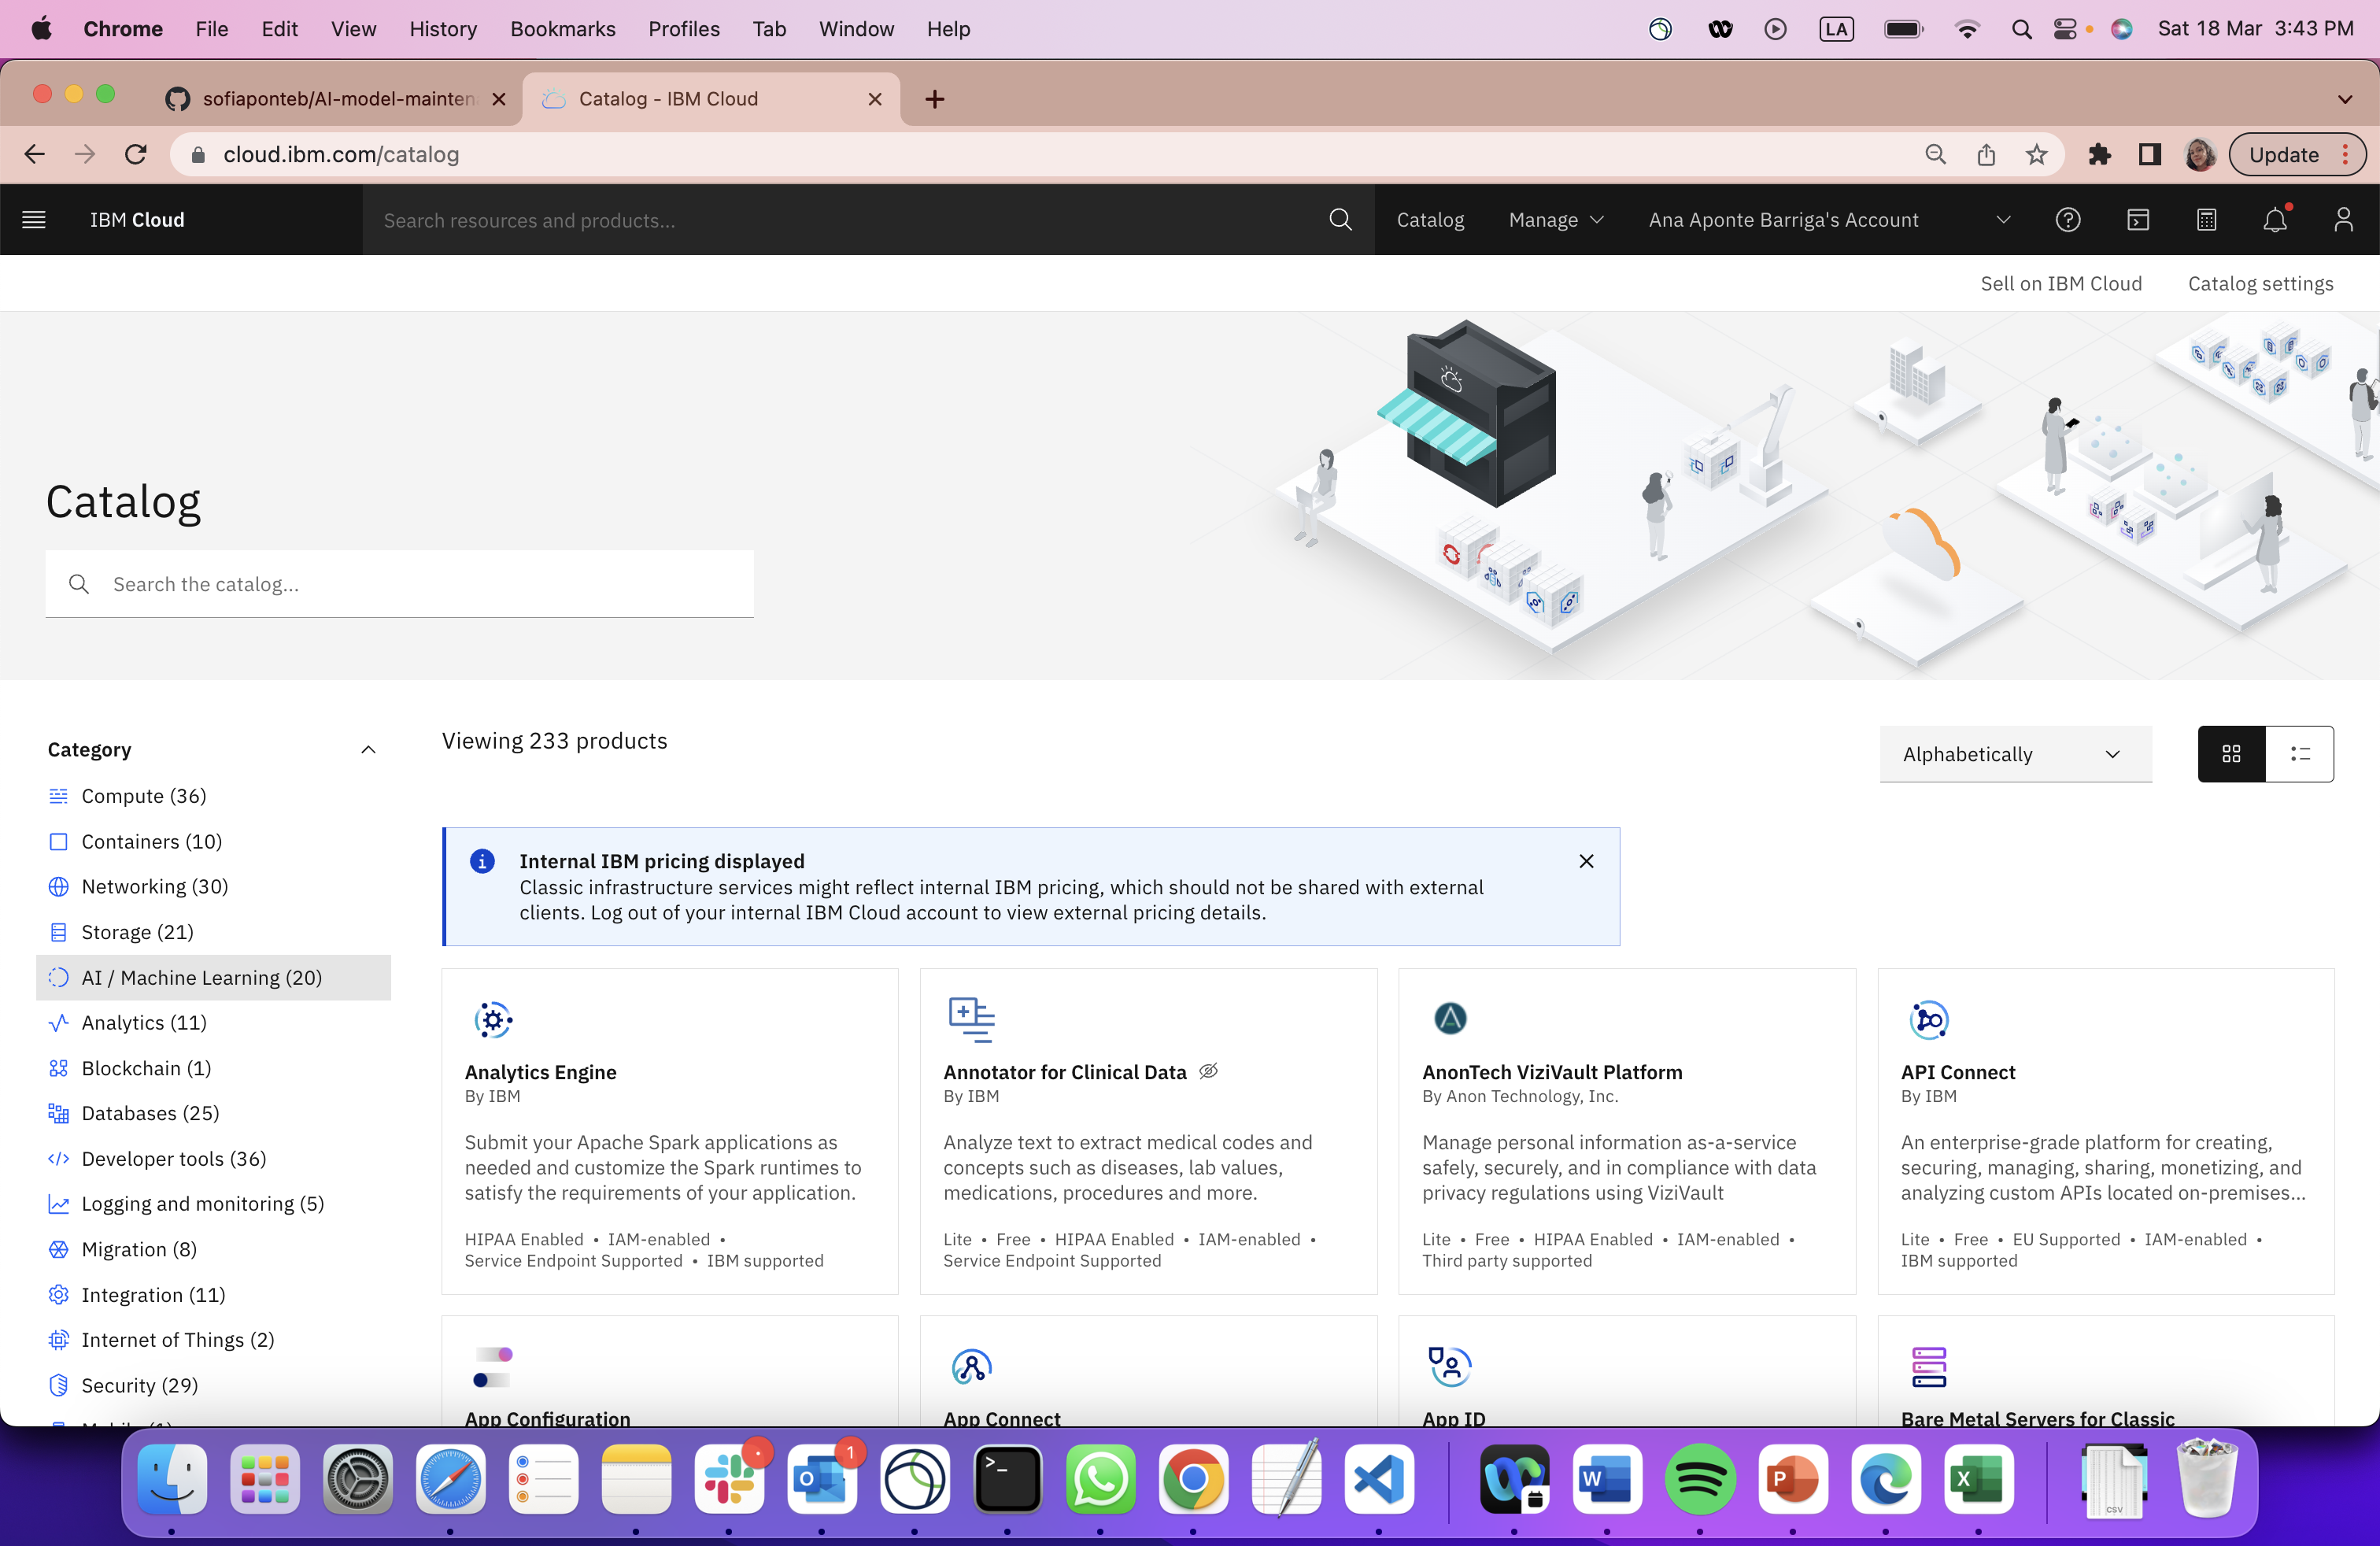 Chrome File Edit View History Bookmarks Profiles Tab Window Help LA Sat 18 Mar 3:43 PM
sofiaponteb/AI-model-mainten
Catalog - IBM Cloud
cloud.ibm.com/catalog
Update
IBM Cloud
Search resources and products...
Catalog
Manage
Ana Aponte Barriga's Account
Sell on IBM Cloud
Catalog settings
Catalog
Search the catalog...
Category
Compute (36)
Containers (10)
Networking (30)
Storage (21)
AI / Machine Learning (20)
Analytics (11)
Blockchain (1)
Databases (25)
Developer tools (36)
Logging and monitoring (5)
Migration (8)
Integration (11)
Internet of Things (2)
Security (29)
Viewing 233 products
Alphabetically
Internal IBM pricing displayed
Classic infrastructure services might reflect internal IBM pricing, which should not be shared with external
clients. Log out of your internal IBM Cloud account to view external pricing details.
Analytics Engine
By IBM
Submit your Apache Spark applications as
needed and customize the Spark runtimes to
satisfy the requirements of your application.
HIPAA Enabled • IAM-enabled •
Service Endpoint Supported • IBM supported
Annotator for Clinical Data
By IBM
Analyze text to extract medical codes and
concepts such as diseases, lab values,
medications, procedures and more.
Lite • Free • HIPAA Enabled • IAM-enabled •
Service Endpoint Supported
AnonTech ViziVault Platform
By Anon Technology, Inc.
Manage personal information as-a-service
safely, securely, and in compliance with data
privacy regulations using ViziVault
Lite • Free • HIPAA Enabled • IAM-enabled •
Third party supported
API Connect
By IBM
An enterprise-grade platform for creating,
securing, managing, sharing, monetizing, and
analyzing custom APIs located on-premises...
Lite • Free • EU Supported • IAM-enabled •
IBM supported
App Configuration
App Connect
App ID
Bare Metal Servers for Classic
1
W
P
X
CSV